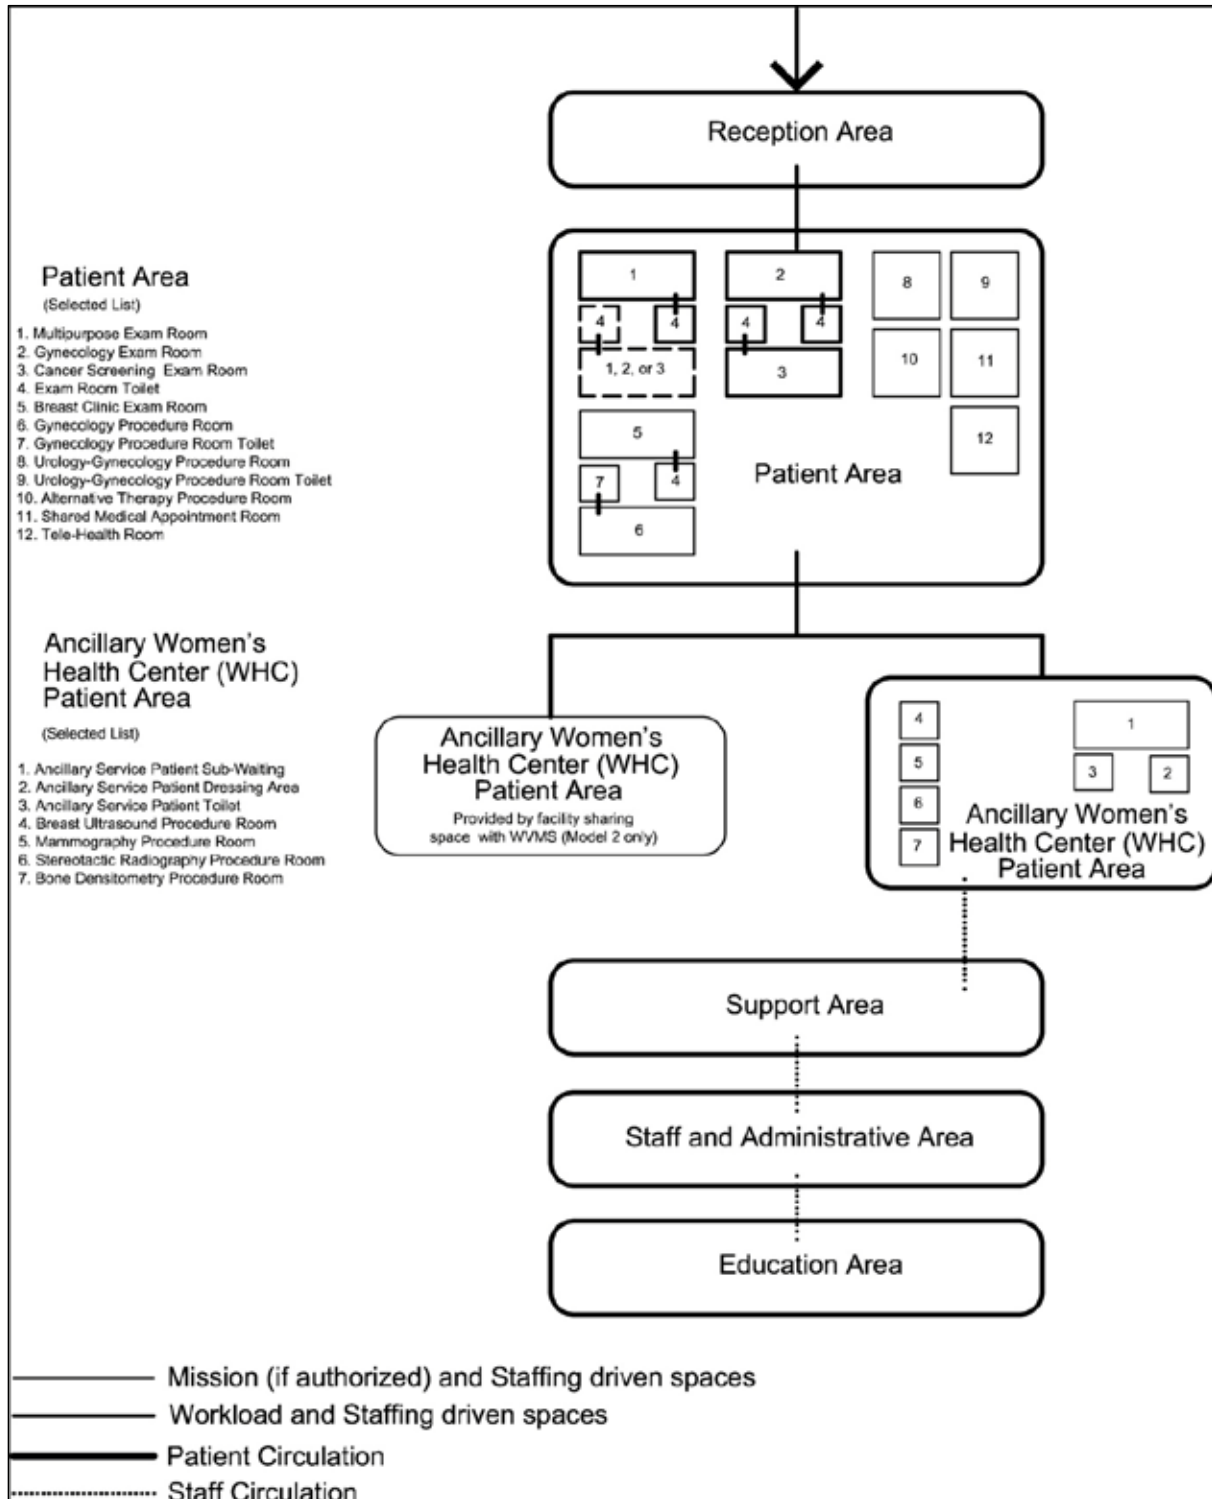 Reception Area
Patient Area
(Selected List)
1. Multipurpose Exam Room
2. Gynecology Exam Room
3. Cancer Screening Exam Room
4. Exam Room Toilet
5. Breast Clinic Exam Room
6. Gynecology Procedure Room
7. Gynecology Procedure Room Toilet
8. Urology-Gynecology Procedure Room
9. Urology-Gynecology Procedure Room Toilet
10. Alternative Therapy Procedure Room
11. Shared Medical Appointment Room
12. Tele-Health Room
1
2
8
9
4
4
4
4
1, 2, or 3
3
10
11
5
12
Patient Area
7
4
6
Ancillary Women's
Health Center (WHC)
Patient Area
(Selected List)
1. Ancillary Service Patient Sub-Waiting
2. Ancillary Service Patient Dressing Area
3. Ancillary Service Patient Toilet
4. Breast Ultrasound Procedure Room
5. Mammography Procedure Room
6. Stereotactic Radiography Procedure Room
7. Bone Densitometry Procedure Room
Ancillary Women's
Health Center (WHC)
Patient Area
Provided by facility sharing
space with WVMS (Model 2 only)
4
1
5
3
2
6
7
Ancillary Women's
Health Center (WHC)
Patient Area
Support Area
Staff and Administrative Area
Education Area
Mission (if authorized) and Staffing driven spaces
Workload and Staffing driven spaces
Patient Circulation
Staff Circulation